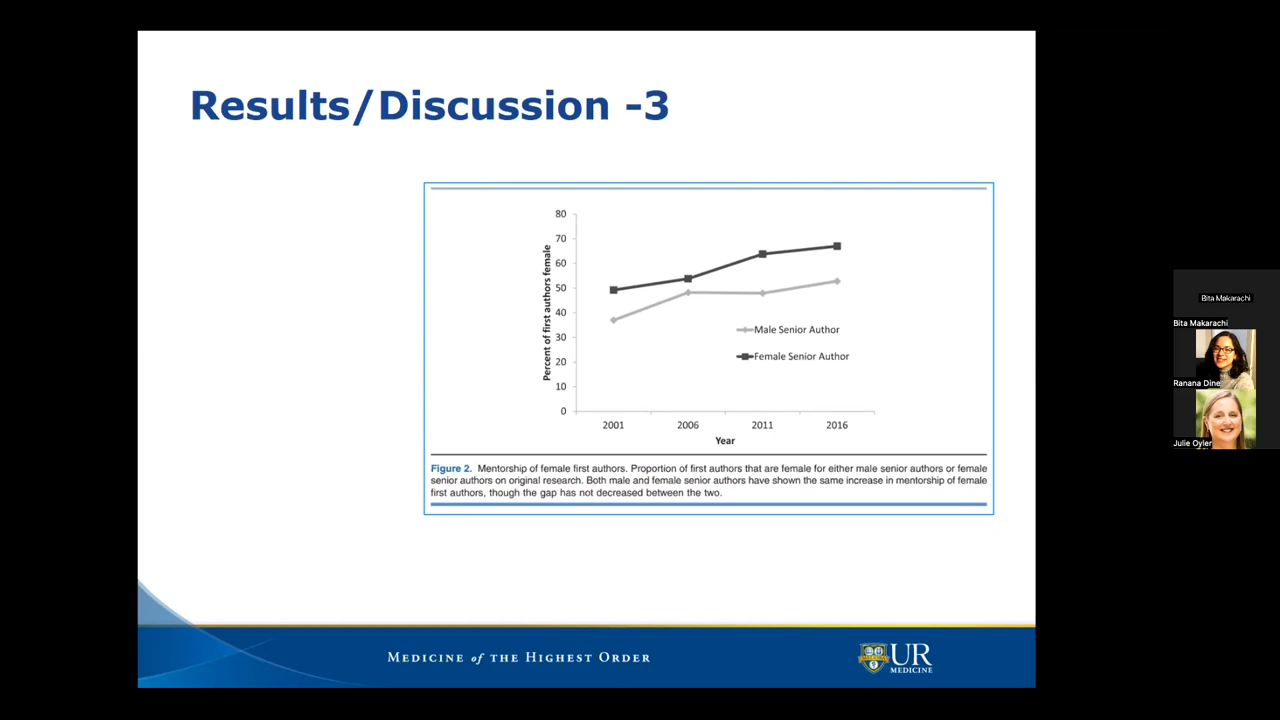 Results/Discussion -3
80
70
60
50
40
30
20
10
0
Percent of first authors female
Male Senior Author
Female Senior Author
2001 2006 2011 2016
Year
Figure 2. Mentorship of female first authors. Proportion of first authors that are female for either male senior authors or female
senior authors on original research. Both male and female senior authors have shown the same increase in mentorship of female
first authors, though the gap has not decreased between the two.
MEDICINE of THE HIGHEST ORDER
UR
MEDICINE
Bita Makarachi
Bita Makarachi
Ranana Dine
Julie Oyler